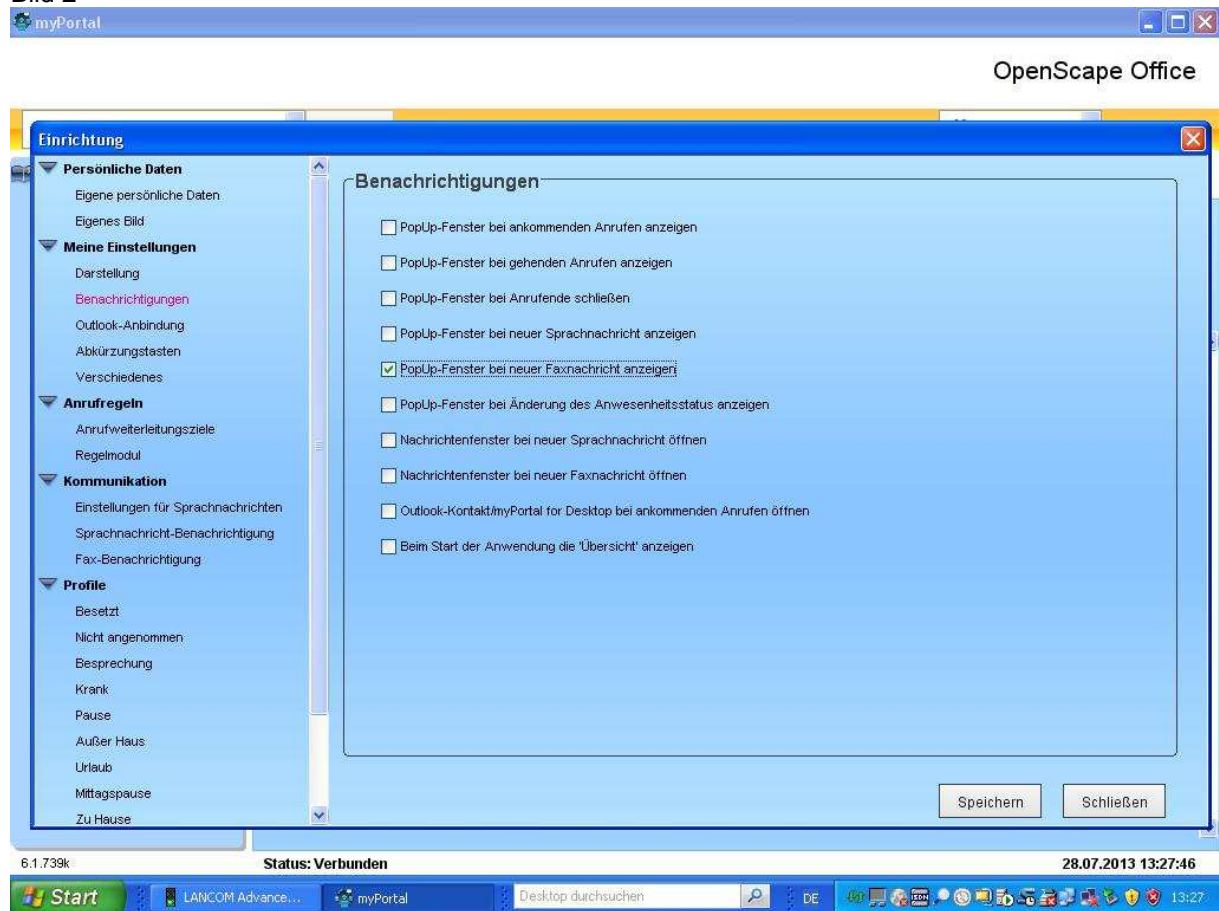 myPortal
OpenScape Office
Einrichtung
Persönliche Daten
Eigene persönliche Daten
Eigenes Bild
Meine Einstellungen
Darstellung
Benachrichtigungen
Outlook-Anbindung
Abkürzungstasten
Verschiedenes
Anrufregeln
Anrufweiterleitungsziele
Regelmodul
Kommunikation
Einstellungen für Sprachnachrichten
Sprachnachricht-Benachrichtigung
Fax-Benachrichtigung
Profile
Besetzt
Nicht angenommen
Besprechung
Krank
Pause
Außer Haus
Urlaub
Mittagspause
Zu Hause
Benachrichtigungen
PopUp-Fenster bei ankommenden Anrufen anzeigen
PopUp-Fenster bei gehenden Anrufen anzeigen
PopUp-Fenster bei Anrufende schließen
PopUp-Fenster bei neuer Sprachnachricht anzeigen
PopUp-Fenster bei neuer Faxnachricht anzeigen
PopUp-Fenster bei Änderung des Anwesenheitsstatus anzeigen
Nachrichtenfenster bei neuer Sprachnachricht öffnen
Nachrichtenfenster bei neuer Faxnachricht öffnen
Outlook-Kontakt/myPortal for Desktop bei ankommenden Anrufen öffnen
Beim Start der Anwendung die 'Übersicht' anzeigen
Speichern
Schließen
6.1.739k
Status: Verbunden
28.07.2013 13:27:46
Start
LANCOM Advance...
myPortal
Desktop durchsuchen
DE
13:27